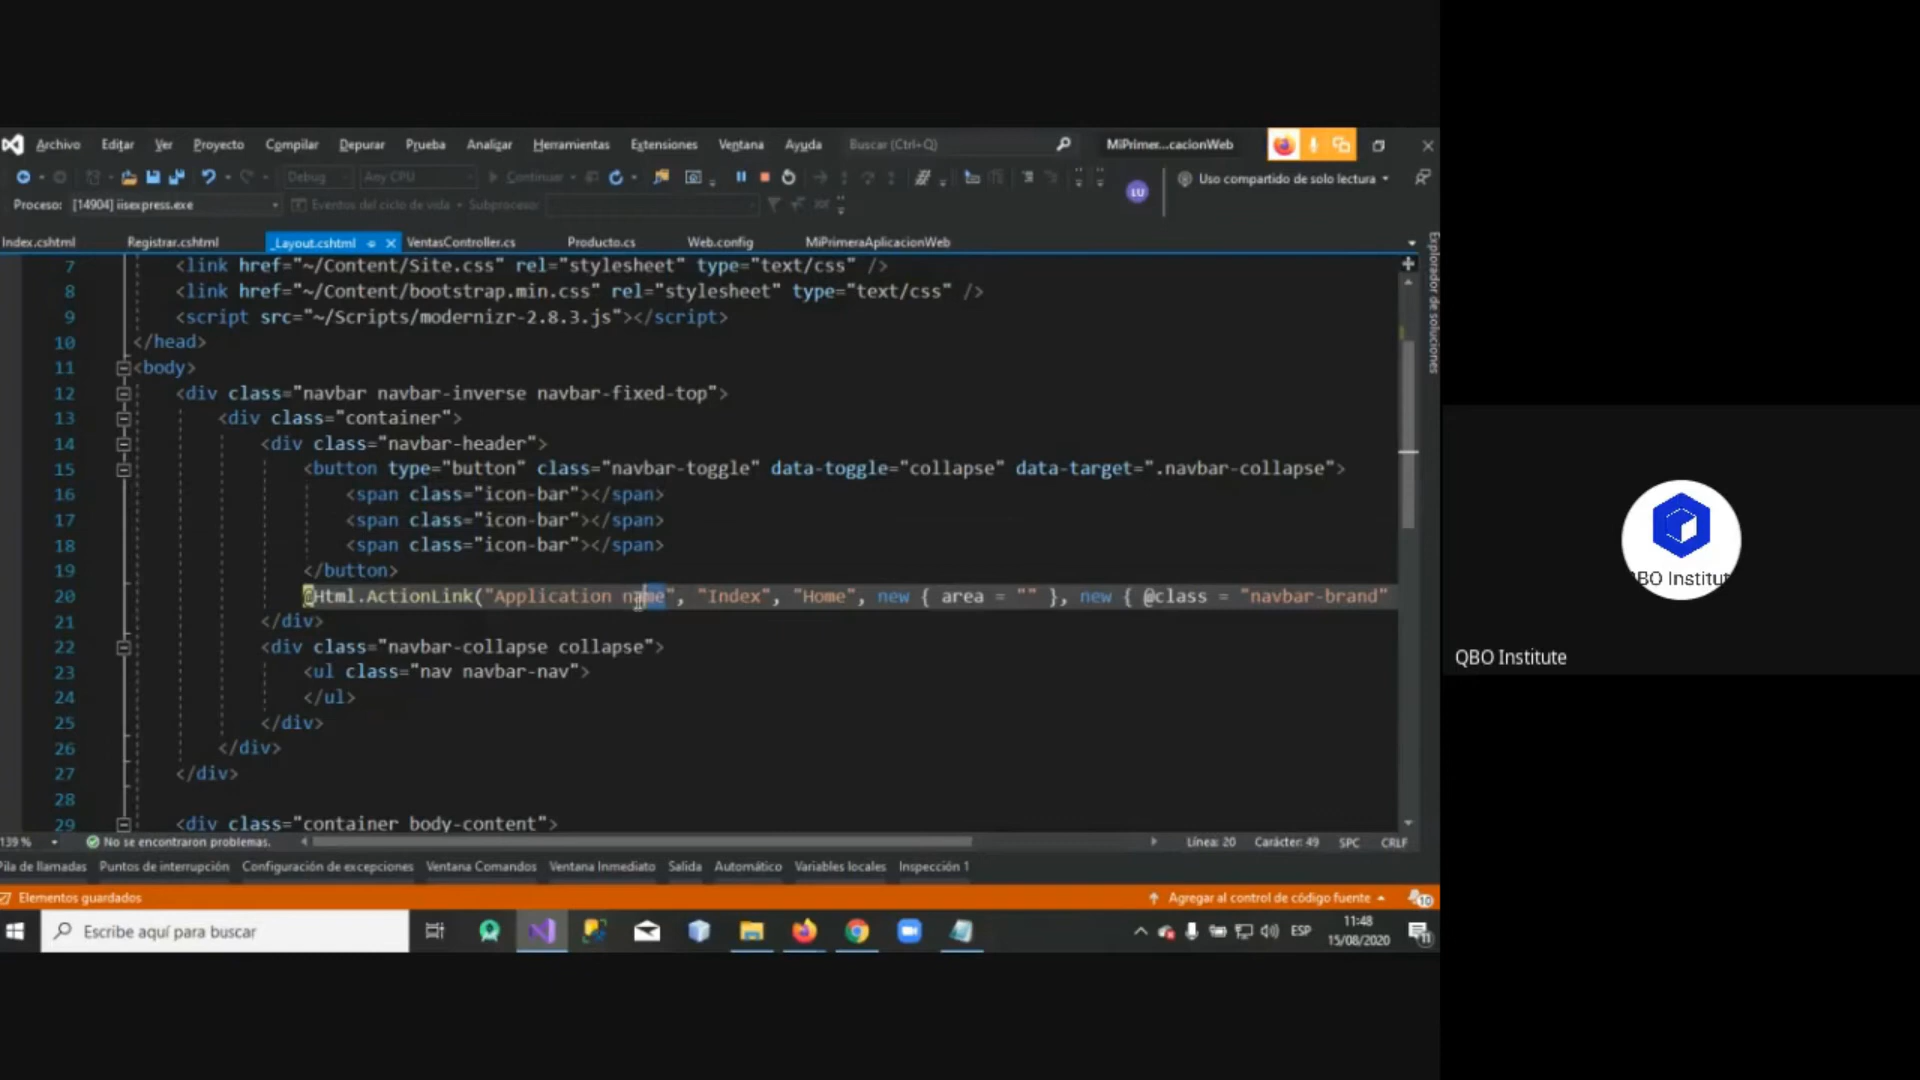 Archivo Editar Ver Proyecto Compilar Depurar Prueba Analizar Herramientas Extensiones Ventana Ayuda Buscar (Ctrl+Q) MiPrimer...cacionWeb
Debug Any CPU Continuar LU Uso compartido de solo lectura
Proceso: [14904] iisexpress.exe Eventos del ciclo de vida Subproceso:
Index.cshtml Registrar.cshtml _Layout.cshtml VentasController.cs Producto.cs Web.config MiPrimeraAplicacionWeb
Explorador de soluciones
7 <link href="~/Content/Site.css" rel="stylesheet" type="text/css" />
8 <link href="~/Content/bootstrap.min.css" rel="stylesheet" type="text/css" />
9 <script src="~/Scripts/modernizr-2.8.3.js"></script>
10 </head>
11 <body>
12 <div class="navbar navbar-inverse navbar-fixed-top">
13 <div class="container">
14 <div class="navbar-header">
15 <button type="button" class="navbar-toggle" data-toggle="collapse" data-target=".navbar-collapse">
16 <span class="icon-bar"></span>
17 <span class="icon-bar"></span>
18 <span class="icon-bar"></span>
19 </button>
20 @Html.ActionLink("Application name", "Index", "Home", new { area = "" }, new { @class = "navbar-brand"
21 </div>
22 <div class="navbar-collapse collapse">
23 <ul class="nav navbar-nav">
24 </ul>
25 </div>
26 </div>
27 </div>
28
29 <div class="container body-content">
139 % No se encontraron problemas. Línea: 20 Carácter: 49 SPC CRLF
Pila de llamadas Puntos de interrupción Configuración de excepciones Ventana Comandos Ventana Inmediato Salida Automático Variables locales Inspección 1
Elementos guardados Agregar al control de código fuente 10
Escribe aquí para buscar ESP 11:48
15/08/2020 11
QBO Institute